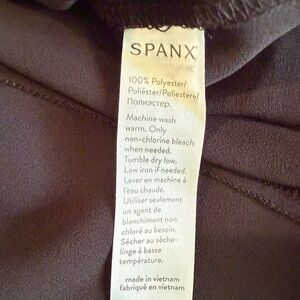 SPANX
100% Polyester/
Poliéster/Poliestere/
Полиэстер.
Machine wash
warm. Only
non-chlorine bleach
when needed.
Tumble dry low.
Low iron if needed.
Laver en machine à
l'eau chaude.
Utiliser seulement
un agent de
blanchiment non
chloré au besoin.
Sécher au sèche-
linge à basse
température.
made in vietnam
fabriqué en vietnam